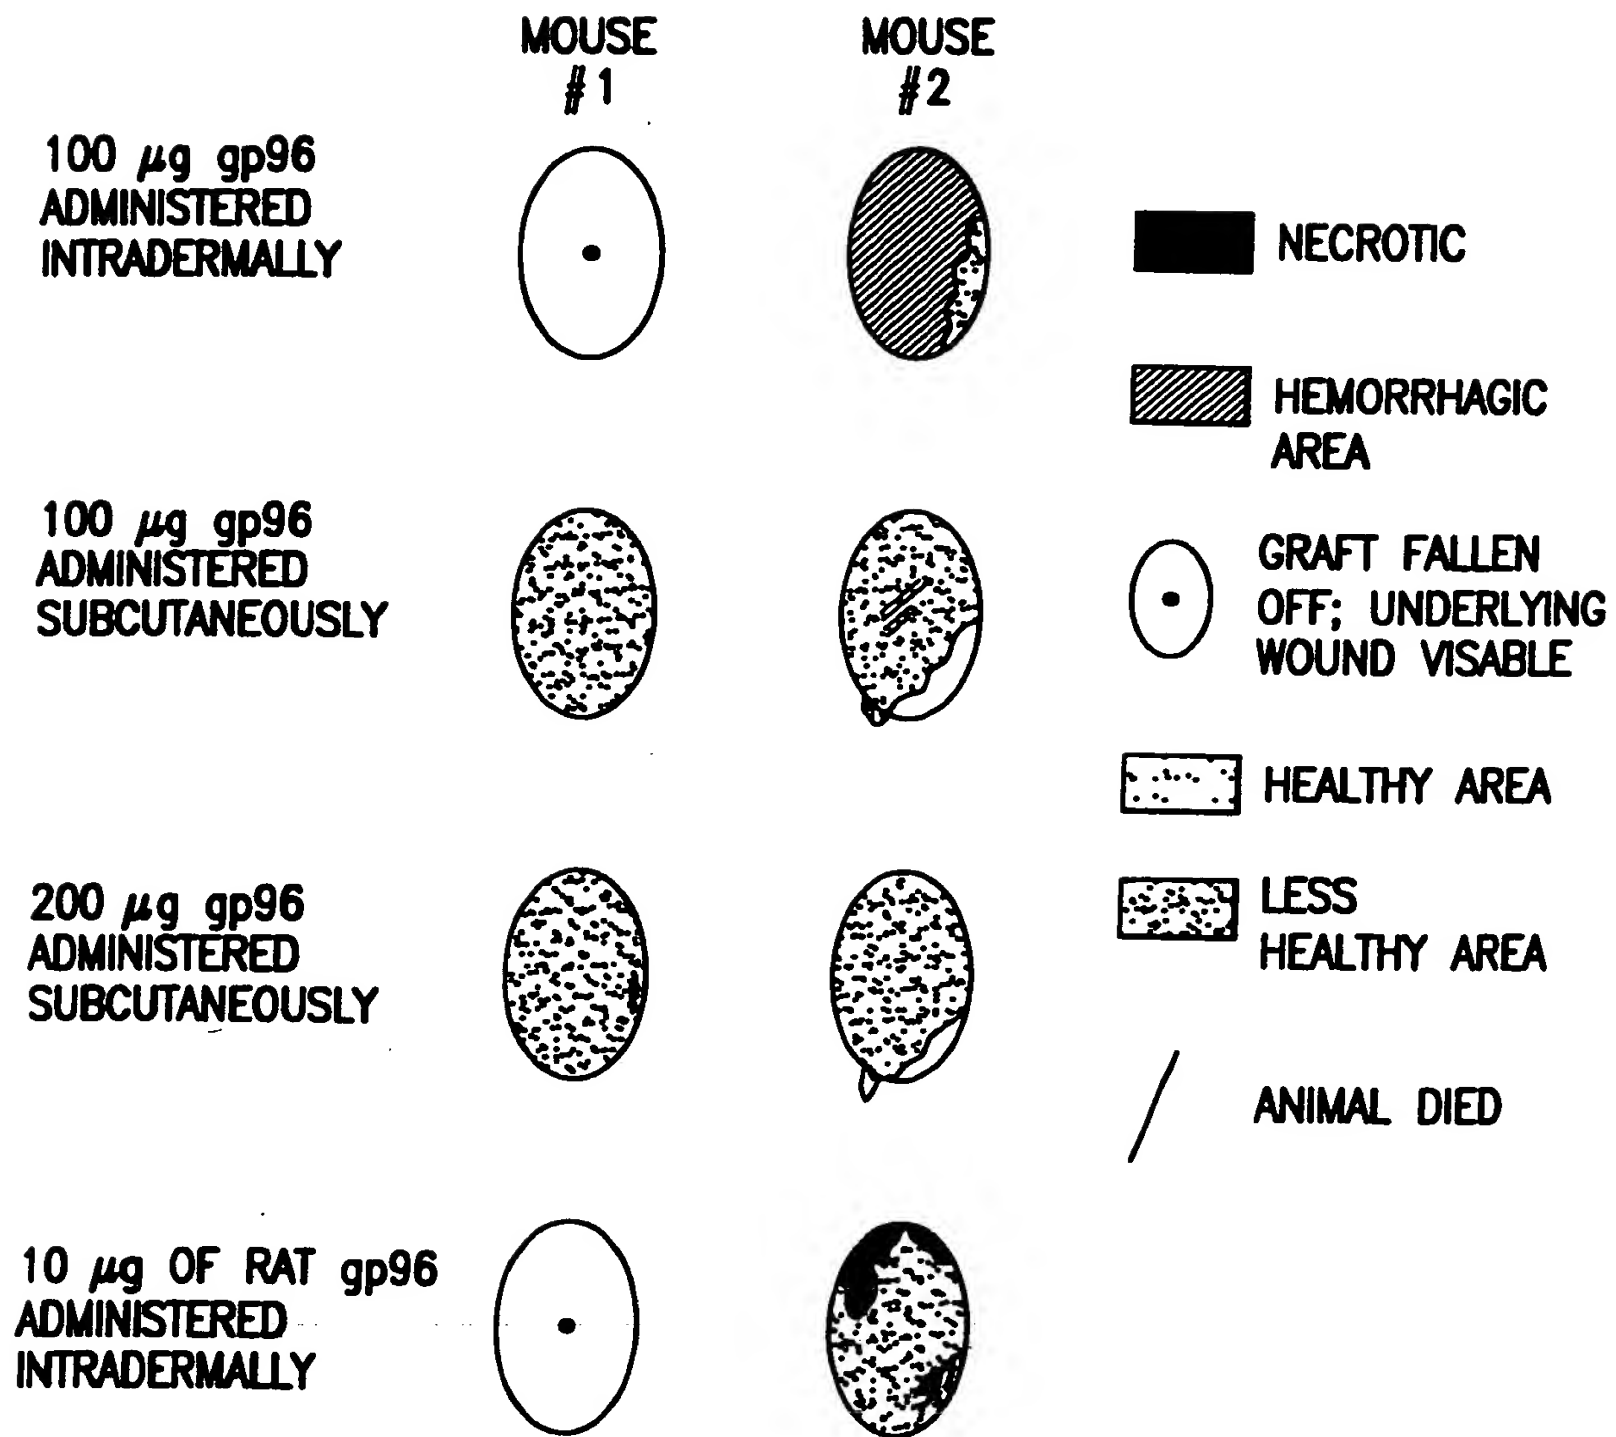 MOUSE
#1
MOUSE
#2
100 μg gp96
ADMINISTERED
INTRADERMALLY
NECROTIC
HEMORRHAGIC
AREA
100 μg gp96
ADMINISTERED
SUBCUTANEOUSLY
GRAFT FALLEN
OFF; UNDERLYING
WOUND VISABLE
HEALTHY AREA
200 μg gp96
ADMINISTERED
SUBCUTANEOUSLY
LESS
HEALTHY AREA
ANIMAL DIED
10 μg OF RAT gp96
ADMINISTERED
INTRADERMALLY